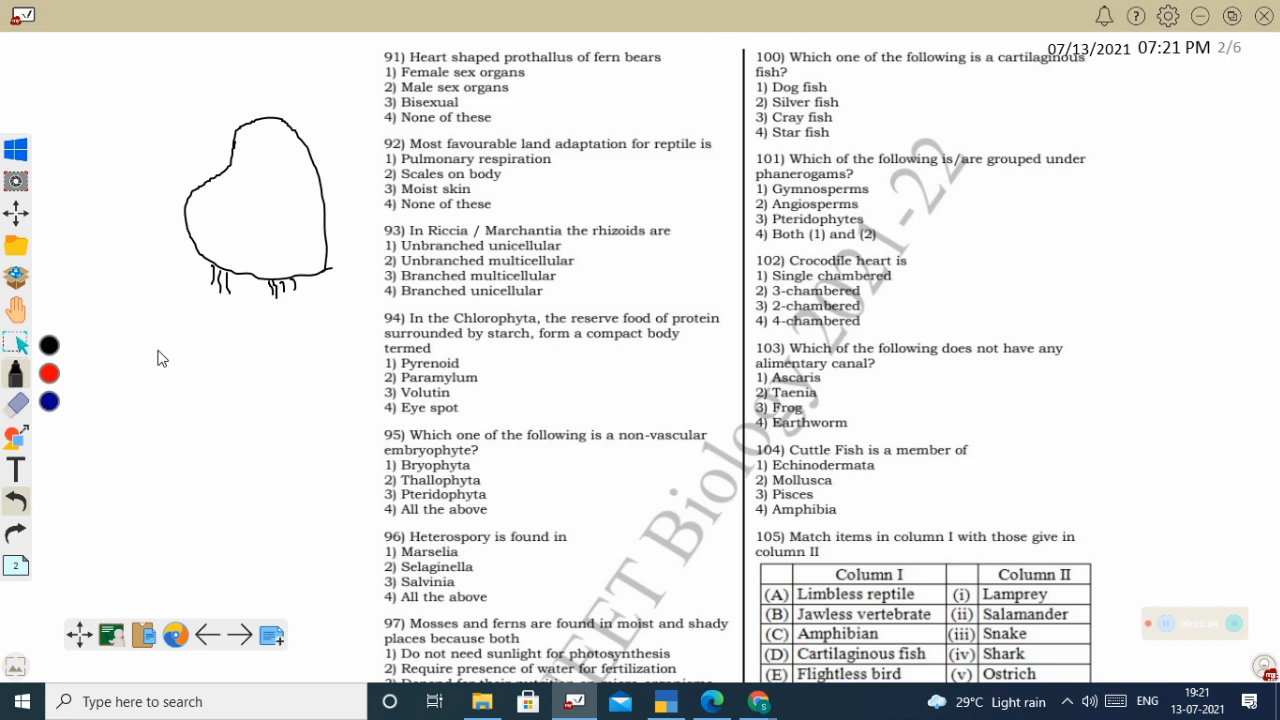 07/13/2021 07:21 PM 2/6
91) Heart shaped prothallus of fern bears
1) Female sex organs
2) Male sex organs
3) Bisexual
4) None of these
92) Most favourable land adaptation for reptile is
1) Pulmonary respiration
2) Scales on body
3) Moist skin
4) None of these
93) In Riccia / Marchantia the rhizoids are
1) Unbranched unicellular
2) Unbranched multicellular
3) Branched multicellular
4) Branched unicellular
94) In the Chlorophyta, the reserve food of protein
surrounded by starch, form a compact body
termed
1) Pyrenoid
2) Paramylum
3) Volutin
4) Eye spot
95) Which one of the following is a non-vascular
embryophyte?
1) Bryophyta
2) Thallophyta
3) Pteridophyta
4) All the above
96) Heterospory is found in
1) Marselia
2) Selaginella
3) Salvinia
4) All the above
97) Mosses and ferns are found in moist and shady
places because both
1) Do not need sunlight for photosynthesis
2) Require presence of water for fertilization
100) Which one of the following is a cartilaginous
fish?
1) Dog fish
2) Silver fish
3) Cray fish
4) Star fish
101) Which of the following is/are grouped under
phanerogams?
1) Gymnosperms
2) Angiosperms
3) Pteridophytes
4) Both (1) and (2)
102) Crocodile heart is
1) Single chambered
2) 3-chambered
3) 2-chambered
4) 4-chambered
103) Which of the following does not have any
alimentary canal?
1) Ascaris
2) Taenia
3) Frog
4) Earthworm
104) Cuttle Fish is a member of
1) Echinodermata
2) Mollusca
3) Pisces
4) Amphibia
105) Match items in column I with those give in
column II
Column I Column II
(A) Limbless reptile (i) Lamprey
(B) Jawless vertebrate (ii) Salamander
(C) Amphibian (iii) Snake
(D) Cartilaginous fish (iv) Shark
(E) Flightless bird (v) Ostrich
EET Biology 2021-22
00:01:04
2
Type here to search
29°C Light rain
ENG
19:21
13-07-2021